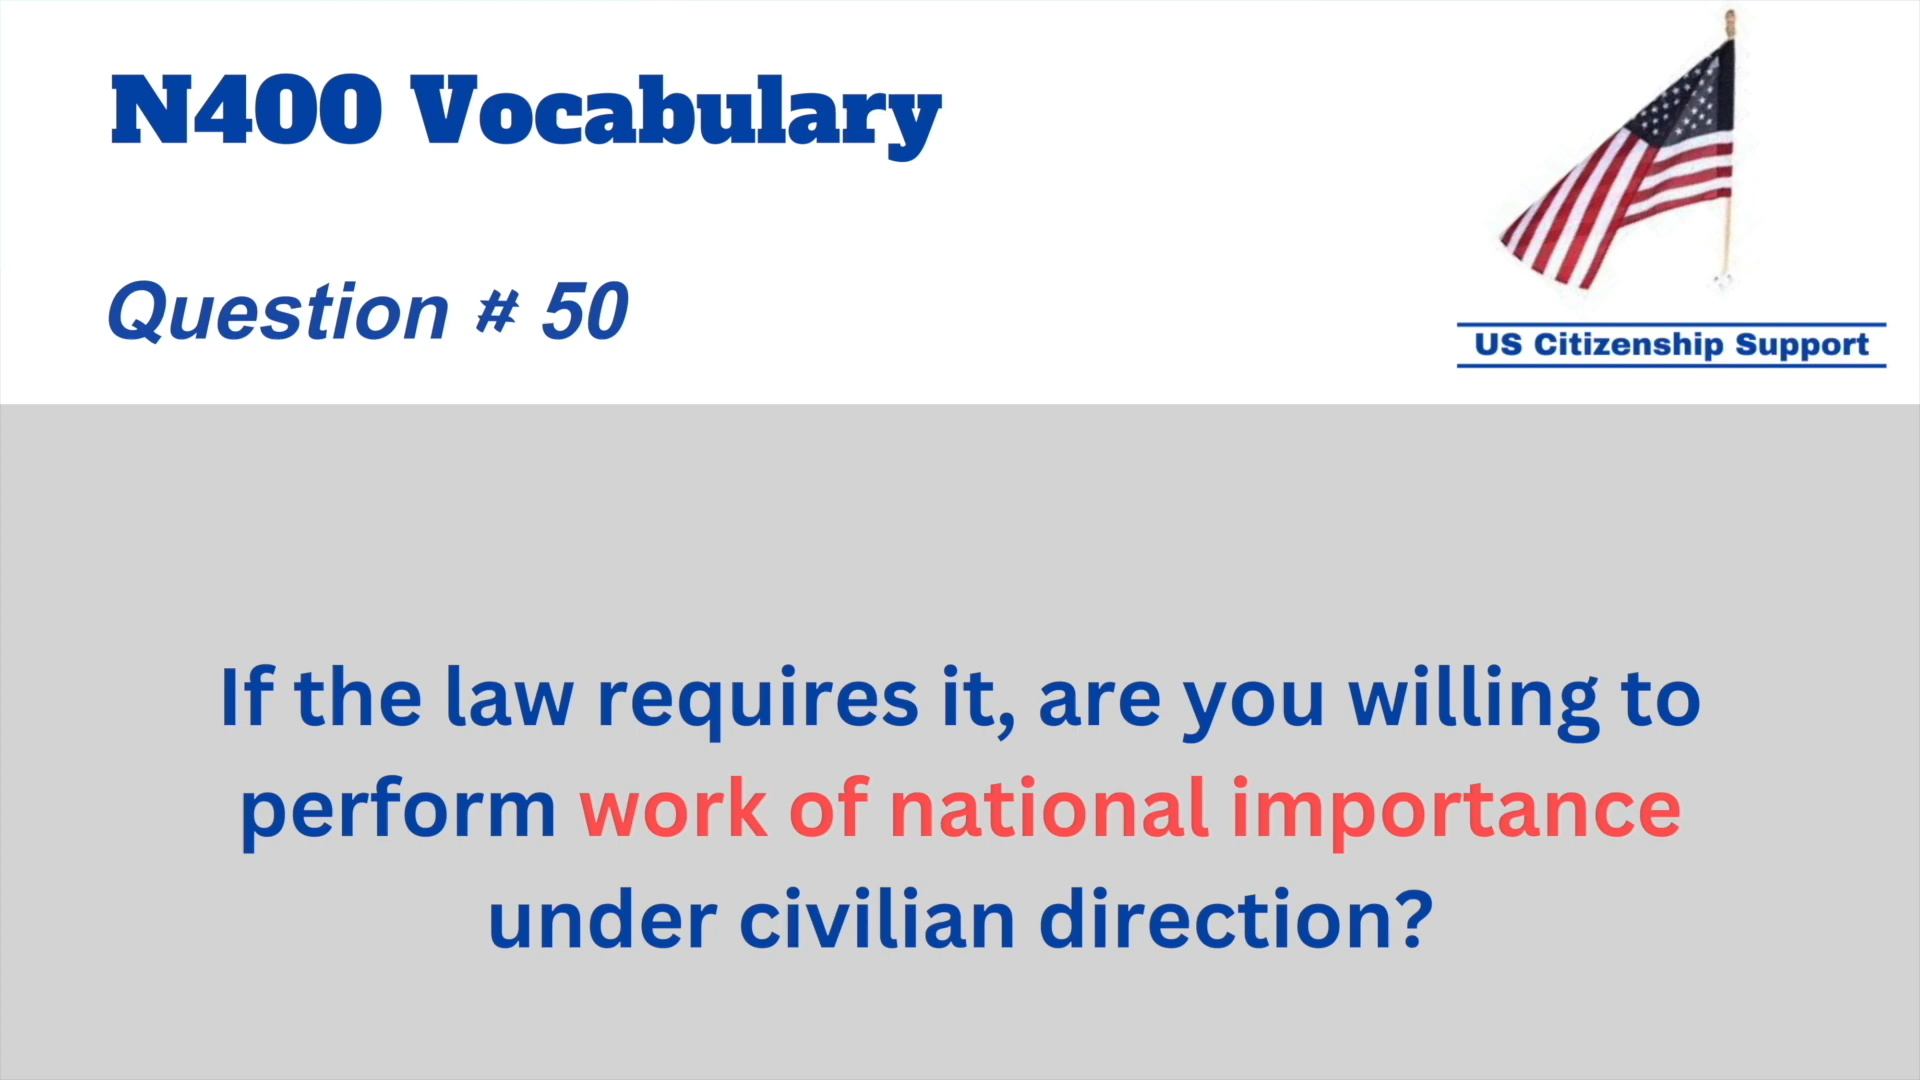 N400 Vocabulary
Question # 50
US Citizenship Support
If the law requires it, are you willing to
perform work of national importance
under civilian direction?